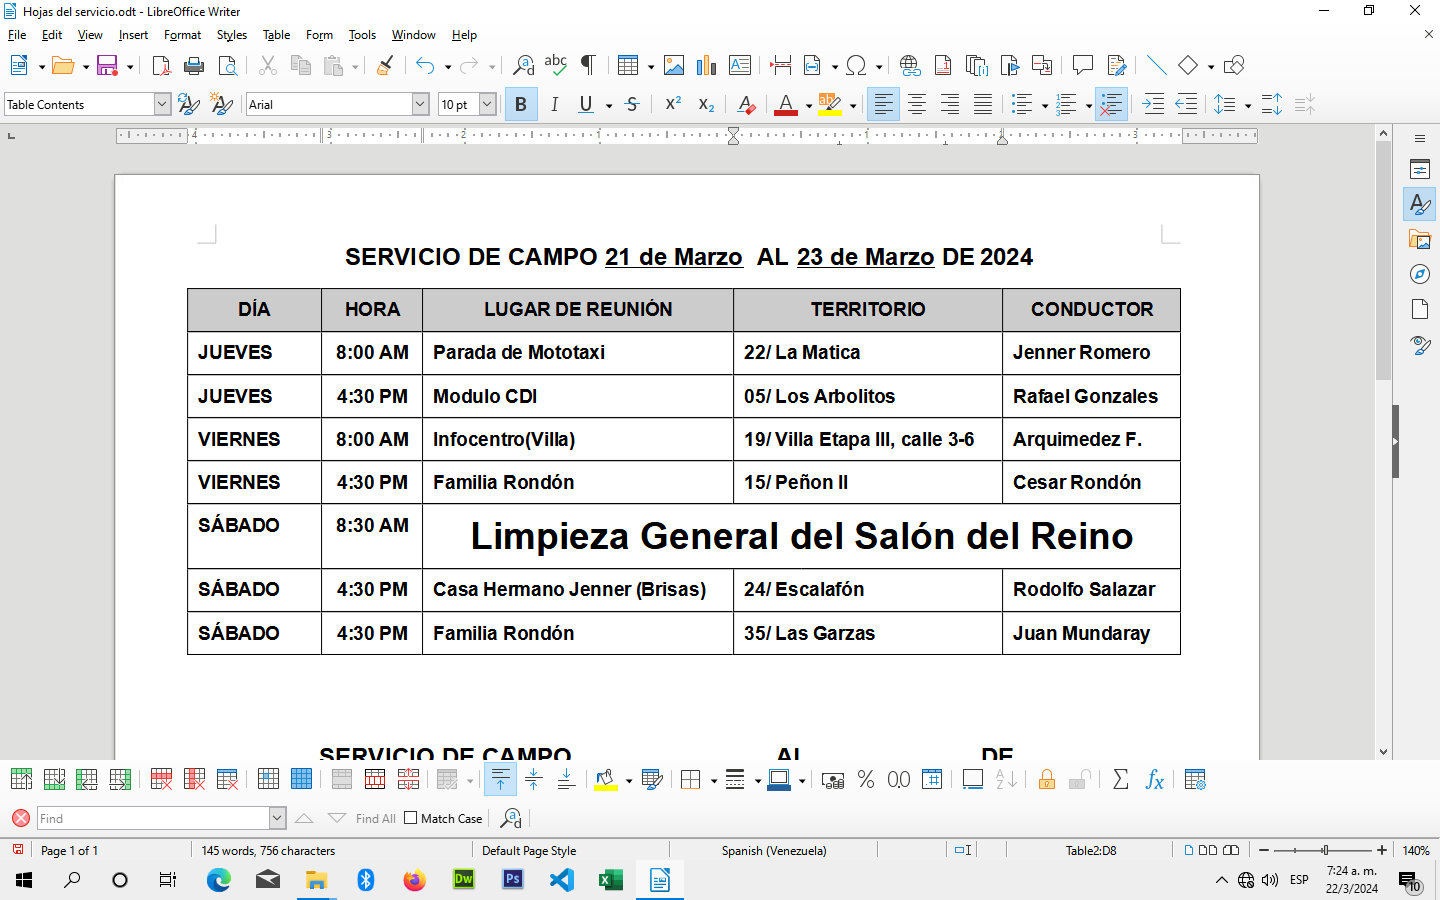 Hojas del servicio.odt - LibreOffice Writer
File Edit View Insert Format Styles Table Form Tools Window Help
Table Contents Arial 10 pt
SERVICIO DE CAMPO 21 de Marzo AL 23 de Marzo DE 2024
DÍA HORA LUGAR DE REUNIÓN TERRITORIO CONDUCTOR
JUEVES 8:00 AM Parada de Mototaxi 22/ La Matica Jenner Romero
JUEVES 4:30 PM Modulo CDI 05/ Los Arbolitos Rafael Gonzales
VIERNES 8:00 AM Infocentro(Villa) 19/ Villa Etapa III, calle 3-6 Arquimedez F.
VIERNES 4:30 PM Familia Rondón 15/ Peñon II Cesar Rondón
SÁBADO 8:30 AM Limpieza General del Salón del Reino
SÁBADO 4:30 PM Casa Hermano Jenner (Brisas) 24/ Escalafón Rodolfo Salazar
SÁBADO 4:30 PM Familia Rondón 35/ Las Garzas Juan Mundaray
SERVICIO DE CAMPO AL DE
Find Find All Match Case
Page 1 of 1 145 words, 756 characters Default Page Style Spanish (Venezuela) Table2:D8 140%
ESP 7:24 a. m.
22/3/2024 10